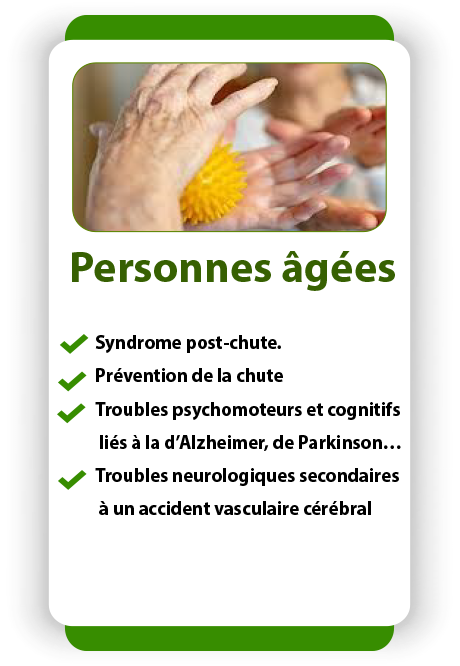 Personnes âgées
Syndrome post-chute.
Prévention de la chute
Troubles psychomoteurs et cognitifs
liés à la d’Alzheimer, de Parkinson…
Troubles neurologiques secondaires
à un accident vasculaire cérébral